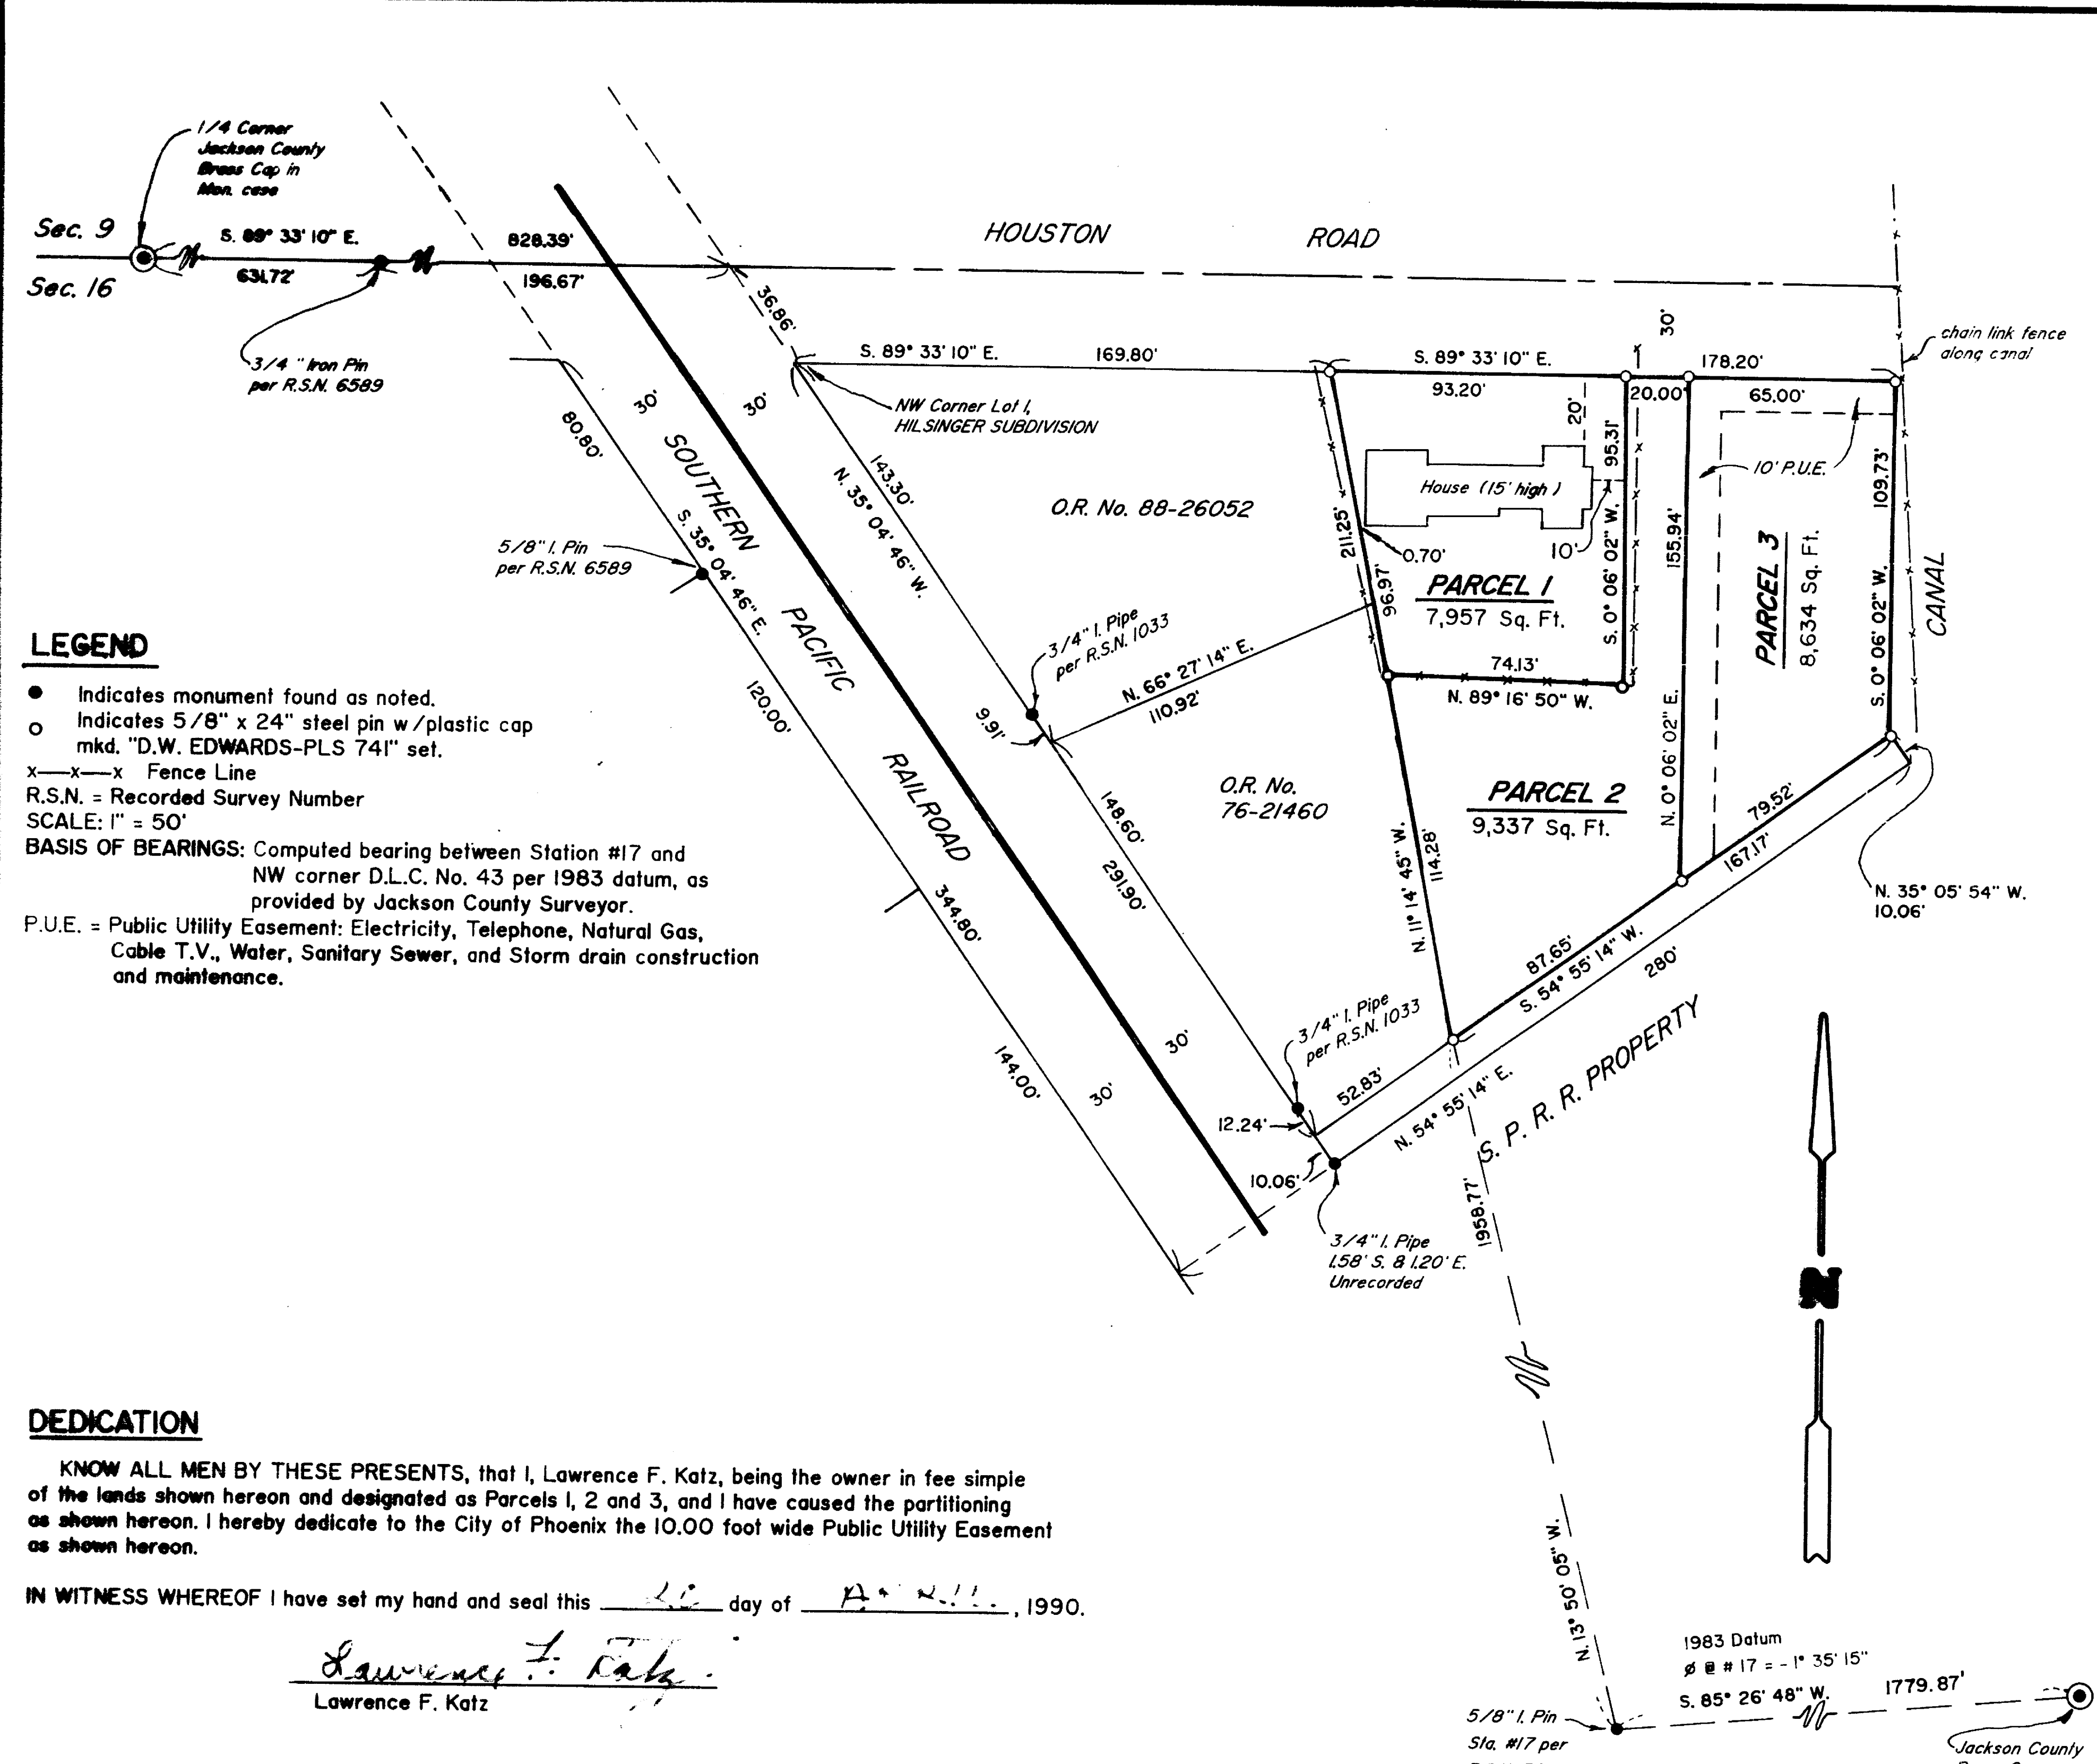 1/4 Corner
Jackson County
Brass Cap in
Mon. case
Sec. 9
Sec. 16
S. 89° 33' 10" E.
631.72'
828.39'
196.67'
3/4 " Iron Pin
per R.S.N. 6589
HOUSTON ROAD
36.86'
S. 89° 33' 10" E. 169.80'
S. 89° 33' 10" E. 178.20'
93.20'
20.00'
65.00'
30'
chain link fence
along canal
NW Corner Lot 1,
HILSINGER SUBDIVISION
80.80'
30'
30'
SOUTHERN
PACIFIC
RAILROAD
143.30'
N. 35° 04' 46" W.
S. 35° 04' 46" E.
5/8" I. Pin
per R.S.N. 6589
O.R. No. 88-26052
20'
House (15' high)
10'
0.70'
211.25'
96.97'
95.31'
S. 0° 06' 02" W.
PARCEL 1
7,957 Sq. Ft.
74.13'
N. 89° 16' 50" W.
155.94'
N. 0° 06' 02" E.
10' P.U.E.
PARCEL 3
8,634 Sq. Ft.
109.73'
S. 0° 06' 02" W.
CANAL
3/4" I. Pipe
per R.S.N. 1033
9.91'
N. 66° 27' 14" E.
110.92'
O.R. No.
76-21460
PARCEL 2
9,337 Sq. Ft.
N. 11° 14' 45" W.
114.28'
79.52'
167.17'
N. 35° 05' 54" W.
10.06'
87.65'
S. 54° 55' 14" W.
280'
120.00'
344.80'
144.00'
148.60'
291.90'
30'
30'
3/4" I. Pipe
per R.S.N. 1033
12.24'
52.83'
N. 54° 55' 14" E.
S. P. R. R. PROPERTY
10.06'
3/4" I. Pipe
1.58' S. & 1.20' E.
Unrecorded
1958.77'
N. 13° 50' 05" W.
N
LEGEND
Indicates monument found as noted.
Indicates 5/8" x 24" steel pin w/plastic cap
mkd. "D.W. EDWARDS-PLS 741" set.
x—x—x Fence Line
R.S.N. = Recorded Survey Number
SCALE: 1" = 50'
BASIS OF BEARINGS: Computed bearing between Station #17 and
NW corner D.L.C. No. 43 per 1983 datum, as
provided by Jackson County Surveyor.
P.U.E. = Public Utility Easement: Electricity, Telephone, Natural Gas,
Cable T.V., Water, Sanitary Sewer, and Storm drain construction
and maintenance.
DEDICATION
KNOW ALL MEN BY THESE PRESENTS, that I, Lawrence F. Katz, being the owner in fee simple
of the lands shown hereon and designated as Parcels 1, 2 and 3, and I have caused the partitioning
as shown hereon. I hereby dedicate to the City of Phoenix the 10.00 foot wide Public Utility Easement
as shown hereon.
IN WITNESS WHEREOF I have set my hand and seal this day of , 1990.
Lawrence F. Katz
Lawrence F. Katz
1983 Datum
ø @ # 17 = - 1° 35' 15"
S. 85° 26' 48" W. 1779.87'
5/8" I. Pin
Sta. #17 per
Jackson County